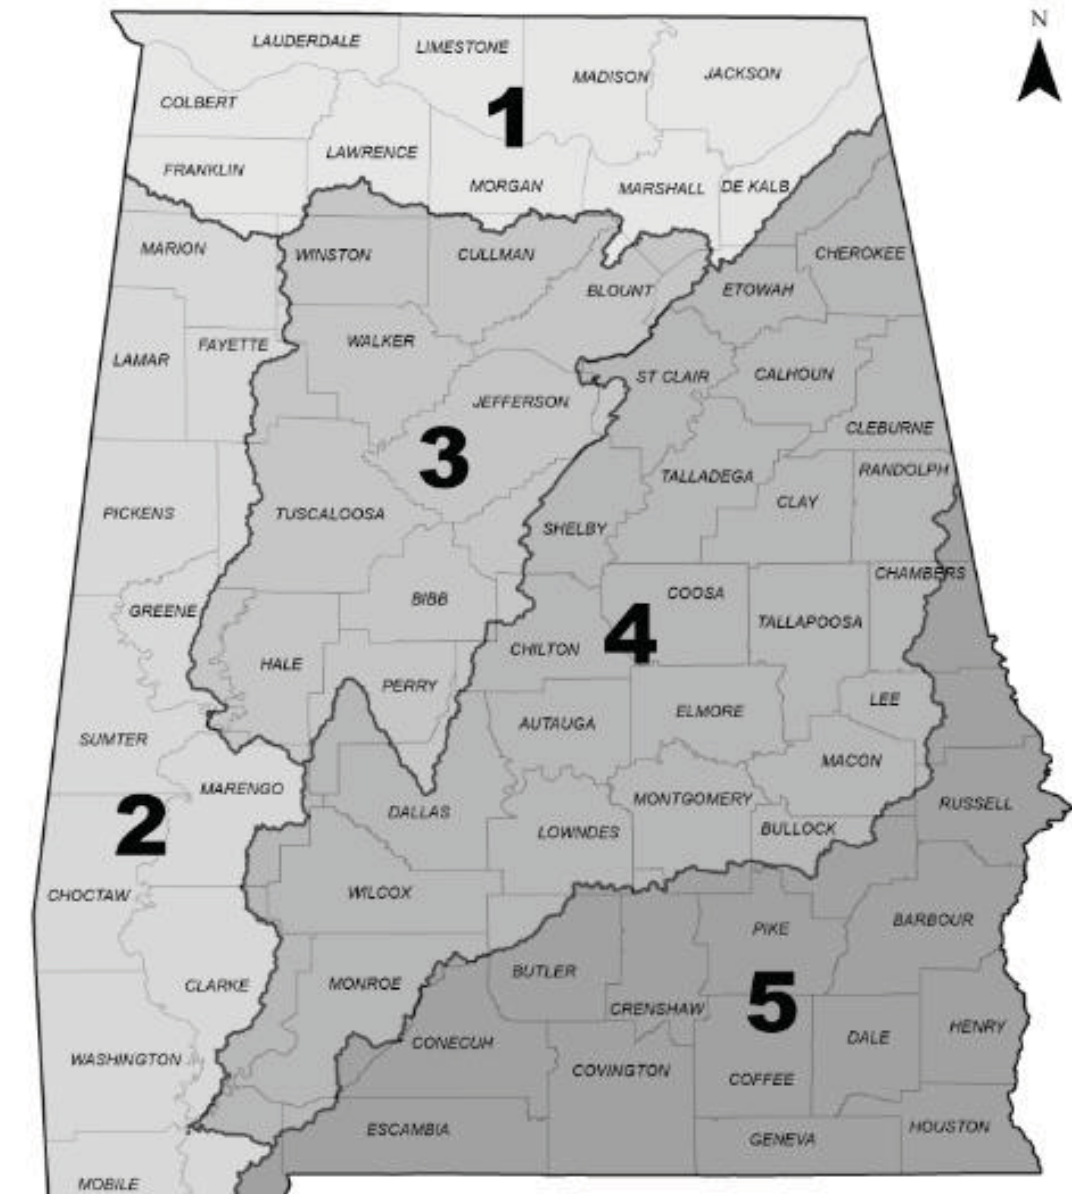 N
LAUDERDALE
LIMESTONE
MADISON
JACKSON
COLBERT
1
LAWRENCE
FRANKLIN
MORGAN
MARSHALL
DE KALB
MARION
WINSTON
CULLMAN
CHEROKEE
BLOUNT
ETOWAH
WALKER
FAYETTE
LAMAR
ST CLAIR
CALHOUN
JEFFERSON
CLEBURNE
3
RANDOLPH
TALLADEGA
CLAY
PICKENS
TUSCALOOSA
SHELBY
CHAMBERS
COOSA
BIBB
GREENE
TALLAPOOSA
4
CHILTON
HALE
PERRY
LEE
ELMORE
AUTAUGA
SUMTER
MACON
MARENGO
MONTGOMERY
RUSSELL
DALLAS
2
LOWNDES
BULLOCK
CHOCTAW
WILCOX
BARBOUR
PIKE
BUTLER
MONROE
CLARKE
5
CRENSHAW
HENRY
DALE
CONECUH
WASHINGTON
COVINGTON
COFFEE
ESCAMBIA
HOUSTON
GENEVA
MOBILE